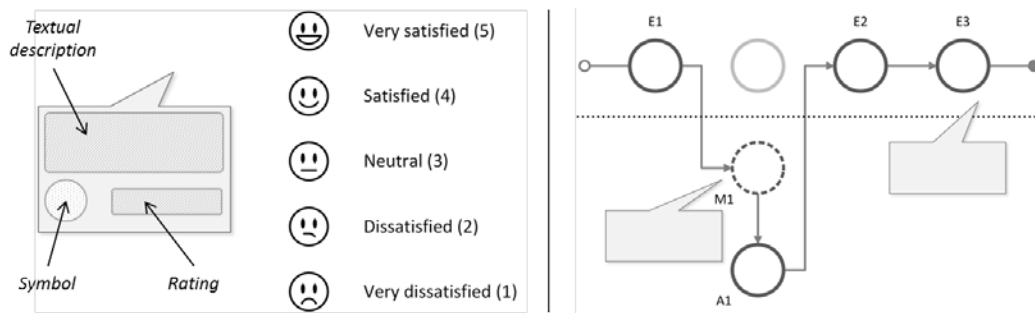 Textual
description
Symbol
Rating
Very satisfied (5)
Satisfied (4)
Neutral (3)
Dissatisfied (2)
Very dissatisfied (1)
E1
E2
E3
M1
A1